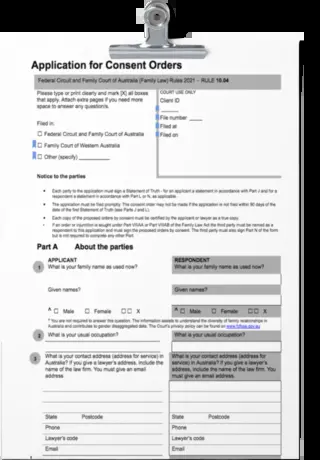 Application for Consent Orders
Federal Circuit and Family Court of Australia (Family Law) Rules 2021 - RULE 10.04
Please type or print clearly and mark [X] all boxes
that apply. Attach extra pages if you need more
space to answer any question/s.
Filed in:
Federal Circuit and Family Court of Australia
Family Court of Western Australia
Other (specify)
COURT USE ONLY
Client ID
File number
Filed at
Filed on
Notice to the parties
Each party to the application must sign a Statement of Truth - for an applicant a statement in accordance with Part J and for a
respondent a statement in accordance with Part L or N, as applicable.
The application must be filed promptly. The consent order may not be made if the application is not filed within 90 days of the
date of the first Statement of Truth (see Parts J and L).
Each copy of the proposed orders by consent must be certified by the applicant or lawyer as a true copy.
If an order or injunction is sought under Part VIIIAA or Part VIIIAB of the Family Law Act the third party must be named as a
respondent to this application and must sign the proposed orders by consent. The third party must also sign Part N of the form
but is not required to complete any other Part.
Part A About the parties
APPLICANT
1 What is your family name as used now?
Given names?
Male Female X
RESPONDENT
What is your family name as used now?
Given names?
Male Female X
* You are not required to answer this question. The information assists to understand the diversity of family relationships in
Australia and contributes to gender disaggregated data. The Court's privacy policy can be found on www.fcfcoa.gov.au
2 What is your usual occupation?
What is your usual occupation?
3 What is your contact address (address for service) in
Australia? If you give a lawyer's address, include the
name of the law firm. You must give an email
address.
State Postcode
Phone
Lawyer's code
Email
What is your contact address (address for service)
in Australia? If you give a lawyer's
address, include the name of the law firm. You must give an
email address.
State Postcode
Phone
Lawyer's code
Email